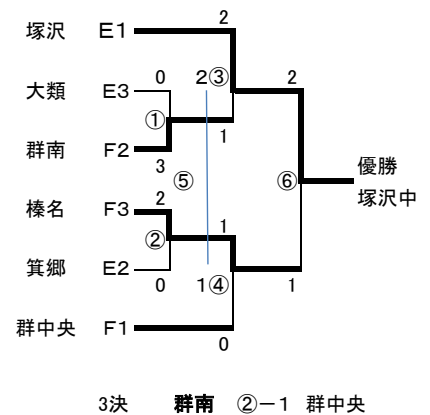 2
塚沢 E1
0 2③ 2
大類 E3
①
1
群南 F2
3 優勝
⑤ ⑥
2 塚沢中
榛名 F3
1
②
箕郷 E2
0 1④ 1
群中央 F1
0
3決 群南 ②－1 群中央